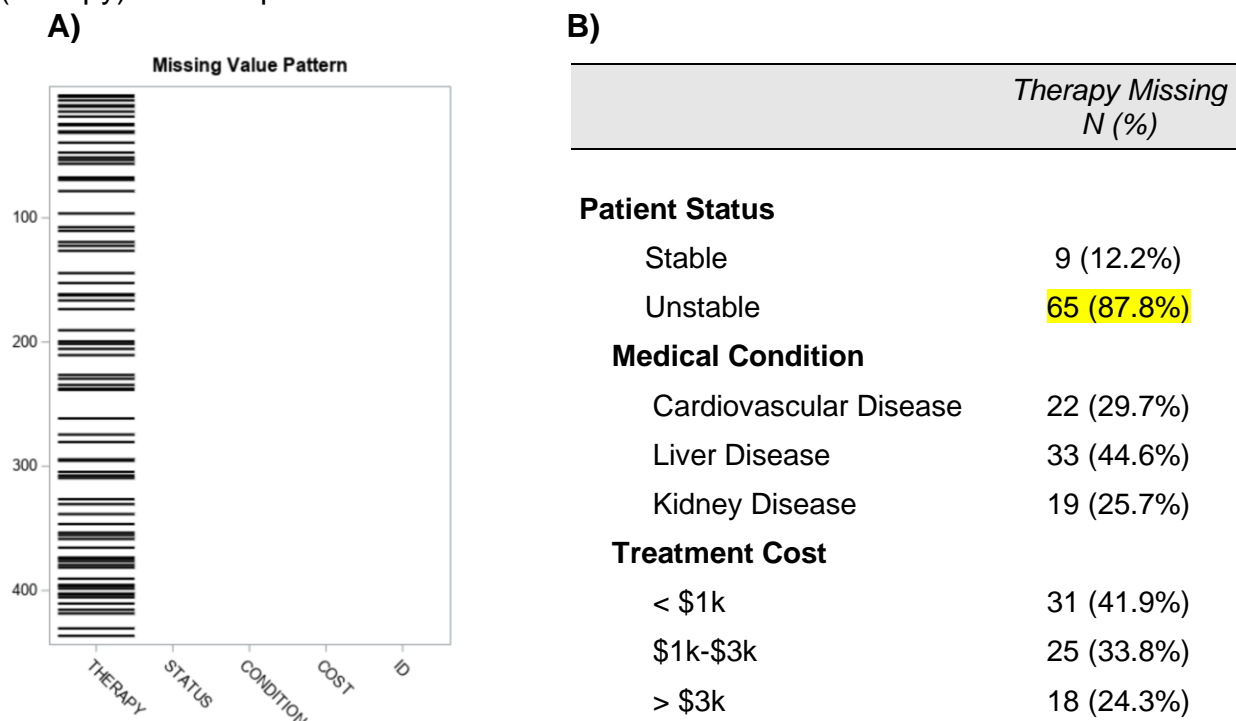 A)
B)
Missing Value Pattern
100
200
300
400
THERAPY
STATUS
CONDITION
COST
ID
Therapy Missing
N (%)
Patient Status
Stable 9 (12.2%)
Unstable 65 (87.8%)
Medical Condition
Cardiovascular Disease 22 (29.7%)
Liver Disease 33 (44.6%)
Kidney Disease 19 (25.7%)
Treatment Cost
< $1k 31 (41.9%)
$1k-$3k 25 (33.8%)
> $3k 18 (24.3%)